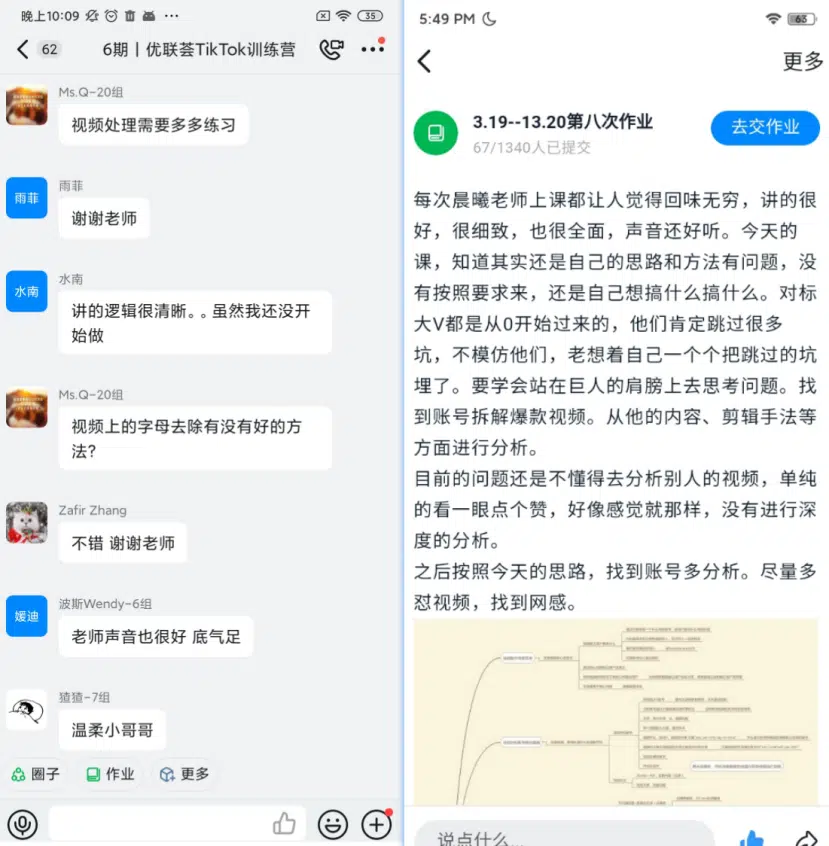 晚上10:09
35
62
6期丨优联荟TikTok训练营
Ms.Q-20组
视频处理需要多多练习
雨菲
雨菲
谢谢老师
水南
水南
讲的逻辑很清晰。。虽然我还没开
始做
Ms.Q-20组
视频上的字母去除有没有好的方
法?
Zafir Zhang
不错 谢谢老师
波斯Wendy-6组
媛迪
老师声音也很好 底气足
猹猹-7组
温柔小哥哥
圈子
作业
更多
5:49 PM
63
更多
3.19--13.20第八次作业
67/1340人已提交
去交作业
每次晨曦老师上课都让人觉得回味无穷，讲的很
好，很细致，也很全面，声音还好听。今天的
课，知道其实还是自己的思路和方法有问题，没
有按照要求来，还是自己想搞什么搞什么。对标
大V都是从0开始过来的，他们肯定跳过很多
坑，不模仿他们，老想着自己一个个把跳过的坑
埋了。要学会站在巨人的肩膀上去思考问题。找
到账号拆解爆款视频。从他的内容、剪辑手法等
方面进行分析。
目前的问题还是不懂得去分析别人的视频，单纯
的看一眼点个赞，好像感觉就那样，没有进行深
度的分析。
之后按照今天的思路，找到账号多分析。尽量多
怼视频，找到网感。
说点什么...